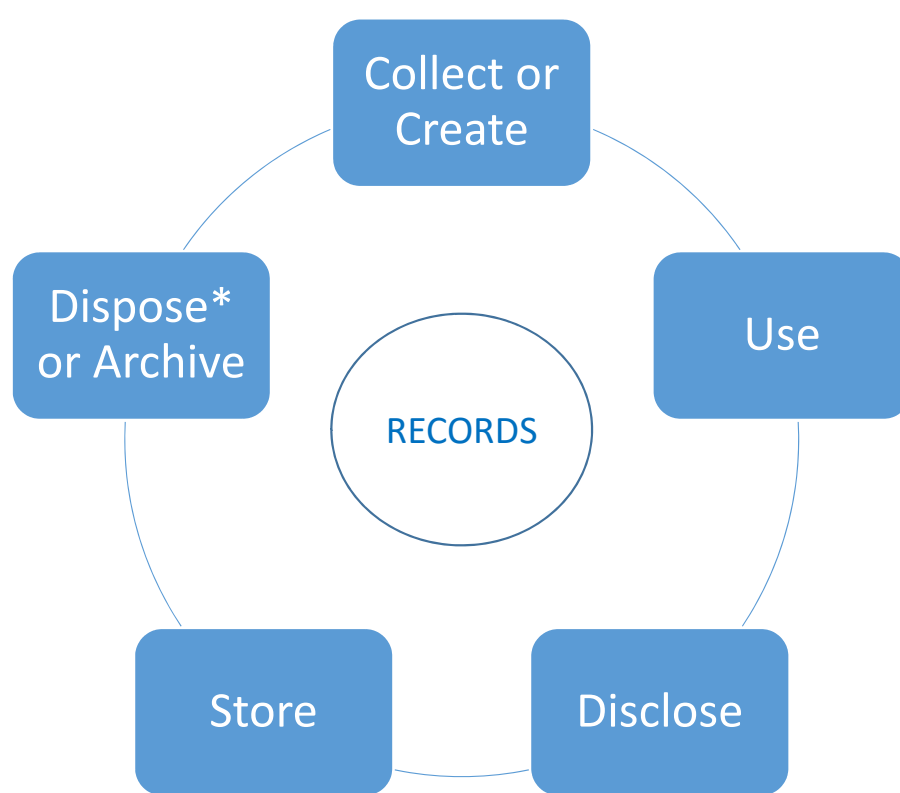 Collect or
Create
Use
Disclose
Store
Dispose*
or Archive
RECORDS